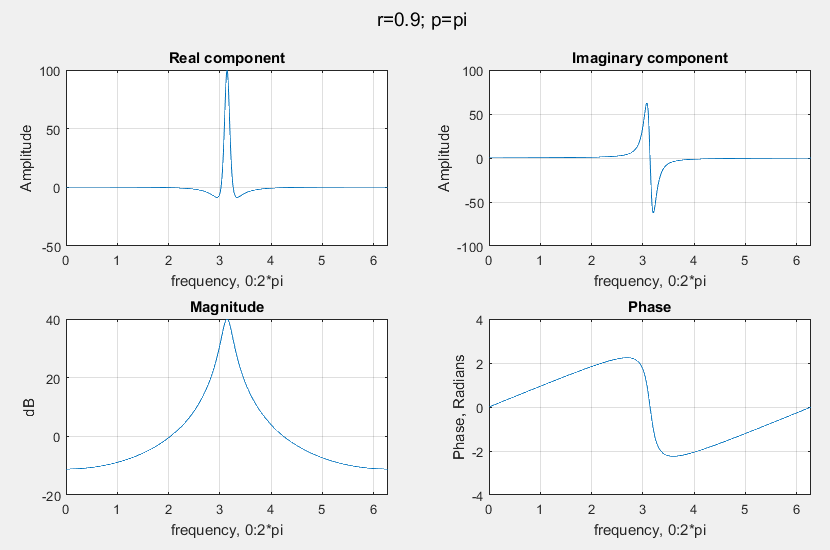 r=0.9; p=pi
Real component
Amplitude
100
50
0
-50
0 1 2 3 4 5 6
frequency, 0:2*pi
Imaginary component
Amplitude
100
50
0
-50
-100
0 1 2 3 4 5 6
frequency, 0:2*pi
Magnitude
dB
40
20
0
-20
0 1 2 3 4 5 6
frequency, 0:2*pi
Phase
Phase, Radians
4
2
0
-2
-4
0 1 2 3 4 5 6
frequency, 0:2*pi